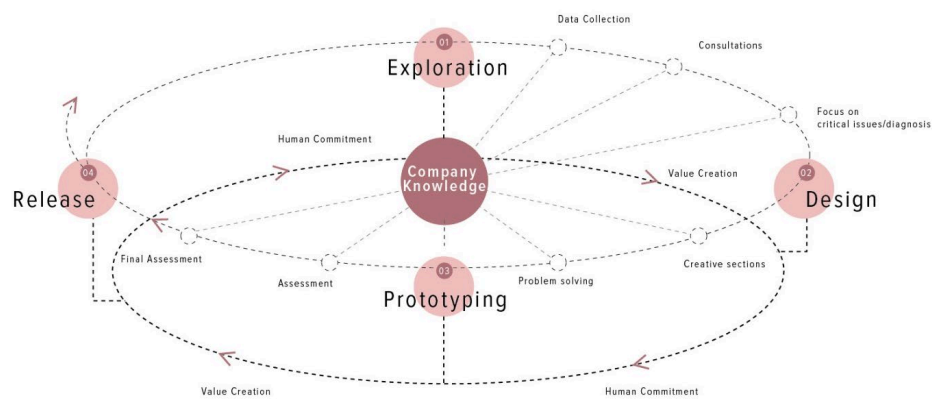 Data Collection
01
Exploration
Consultations
Focus on
critical issues/diagnosis
Human Commitment
Company
Knowledge
Value Creation
04
Release
02
Design
Final Assessment
Assessment
03
Prototyping
Problem solving
Creative sections
Value Creation
Human Commitment